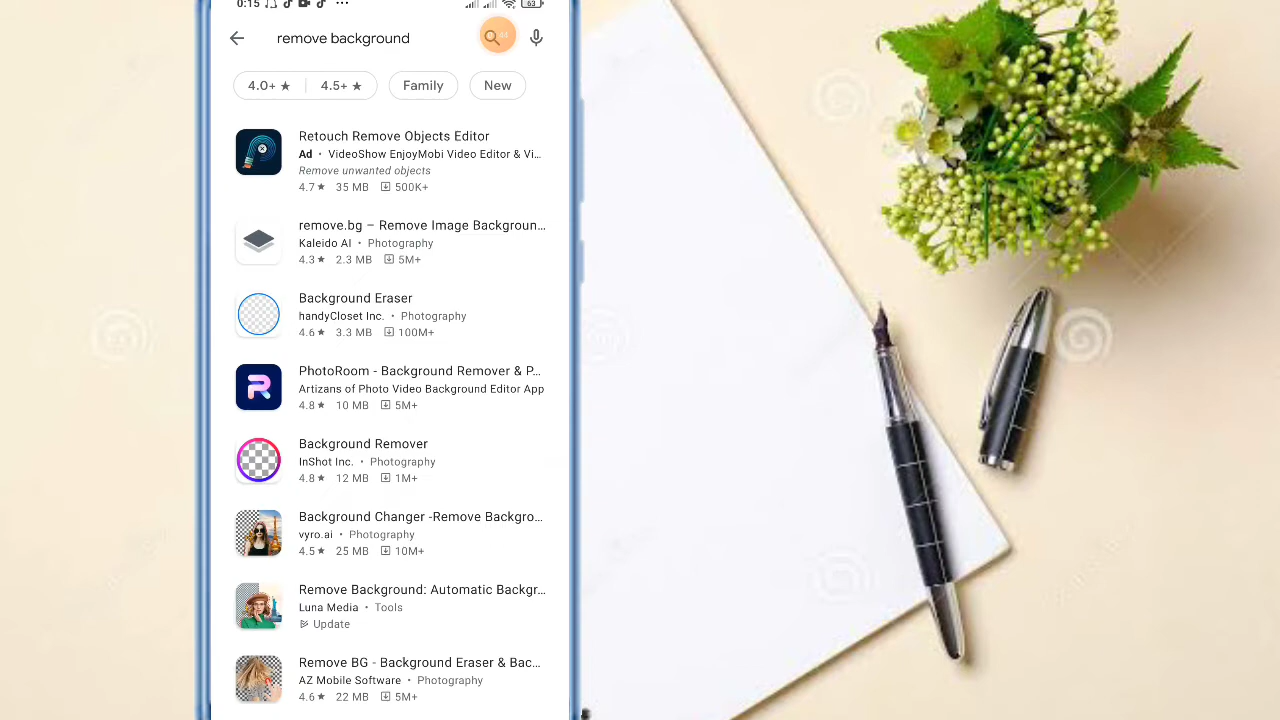 0:15
63
remove background
4.0+ ★ 4.5+ ★ Family New
Retouch Remove Objects Editor
Ad • VideoShow EnjoyMobi Video Editor & Vi...
Remove unwanted objects
4.7 ★ 35 MB 500K+
remove.bg – Remove Image Backgroun...
Kaleido AI • Photography
4.3 ★ 2.3 MB 5M+
Background Eraser
handyCloset Inc. • Photography
4.6 ★ 3.3 MB 100M+
PhotoRoom - Background Remover & P...
Artizans of Photo Video Background Editor App
4.8 ★ 10 MB 5M+
Background Remover
InShot Inc. • Photography
4.8 ★ 12 MB 1M+
Background Changer -Remove Backgro...
vyro.ai • Photography
4.5 ★ 25 MB 10M+
Remove Background: Automatic Backgr...
Luna Media • Tools
Update
Remove BG - Background Eraser & Bac...
AZ Mobile Software • Photography
4.6 ★ 22 MB 5M+